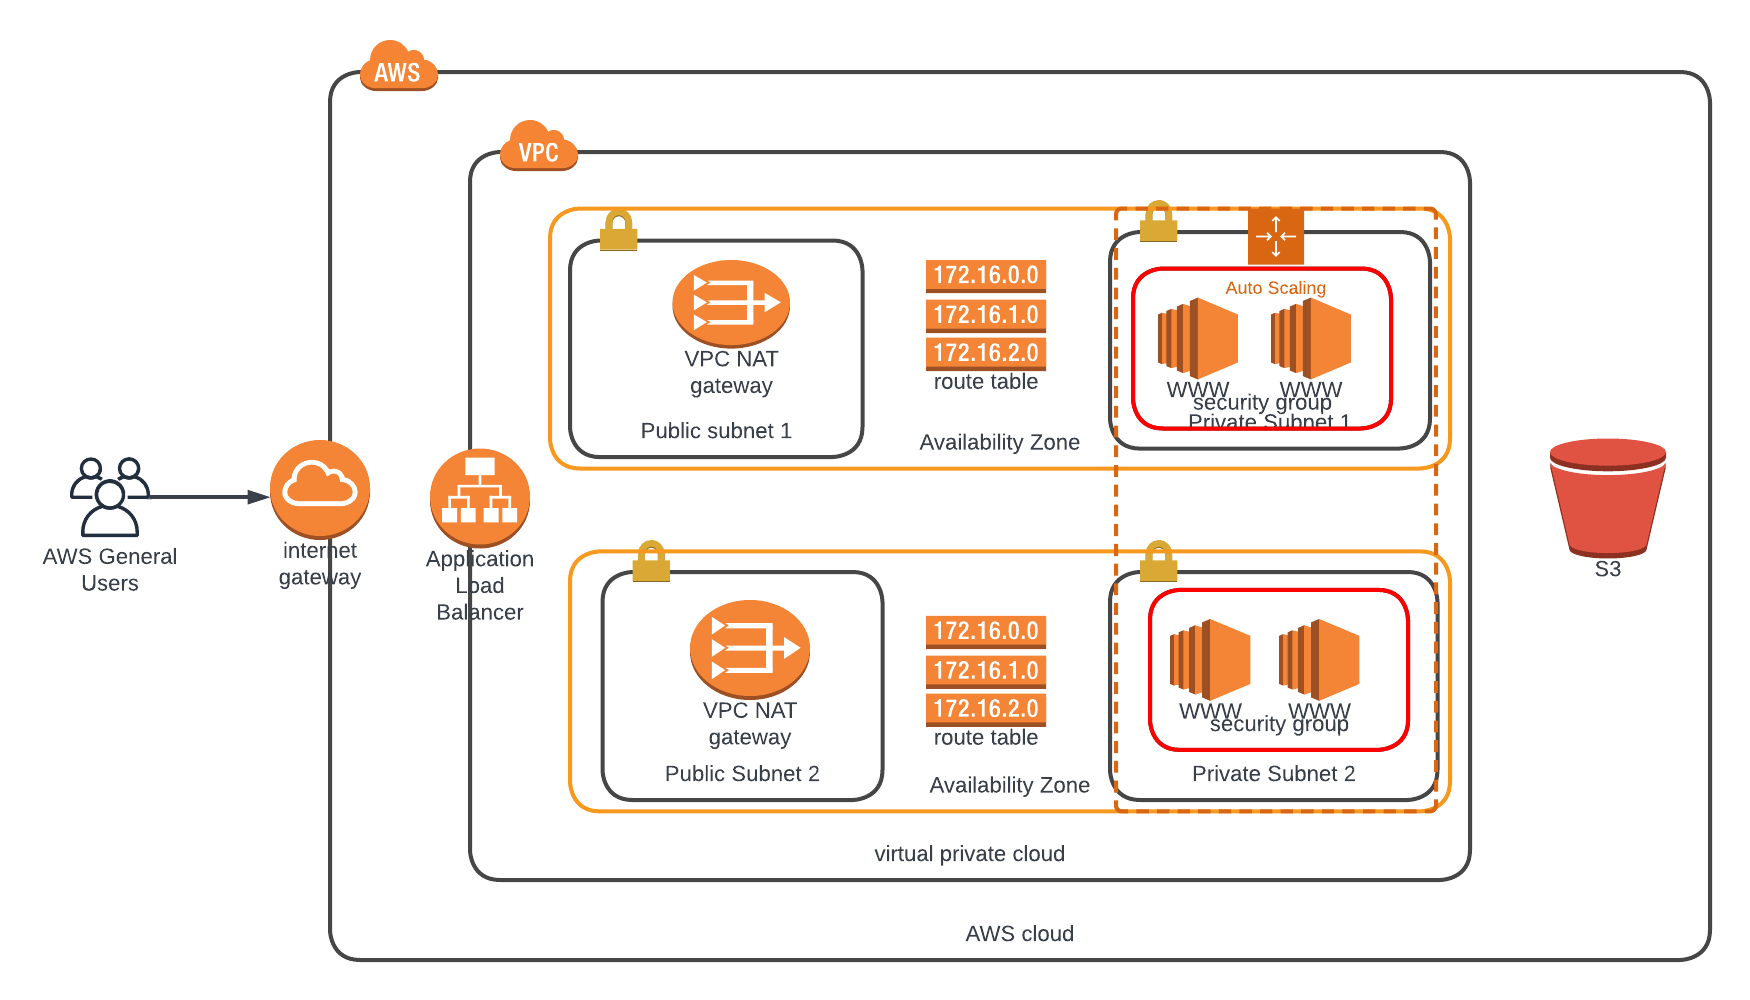 AWS
VPC
172.16.0.0
172.16.1.0
172.16.2.0
route table
VPC NAT
gateway
Public subnet 1
Availability Zone
Auto Scaling
WWW
WWW
security group
Private Subnet 1
AWS General
Users
internet
gateway
Application
Load
Balancer
S3
172.16.0.0
172.16.1.0
172.16.2.0
route table
VPC NAT
gateway
Public Subnet 2
Availability Zone
WWW
WWW
security group
Private Subnet 2
virtual private cloud
AWS cloud